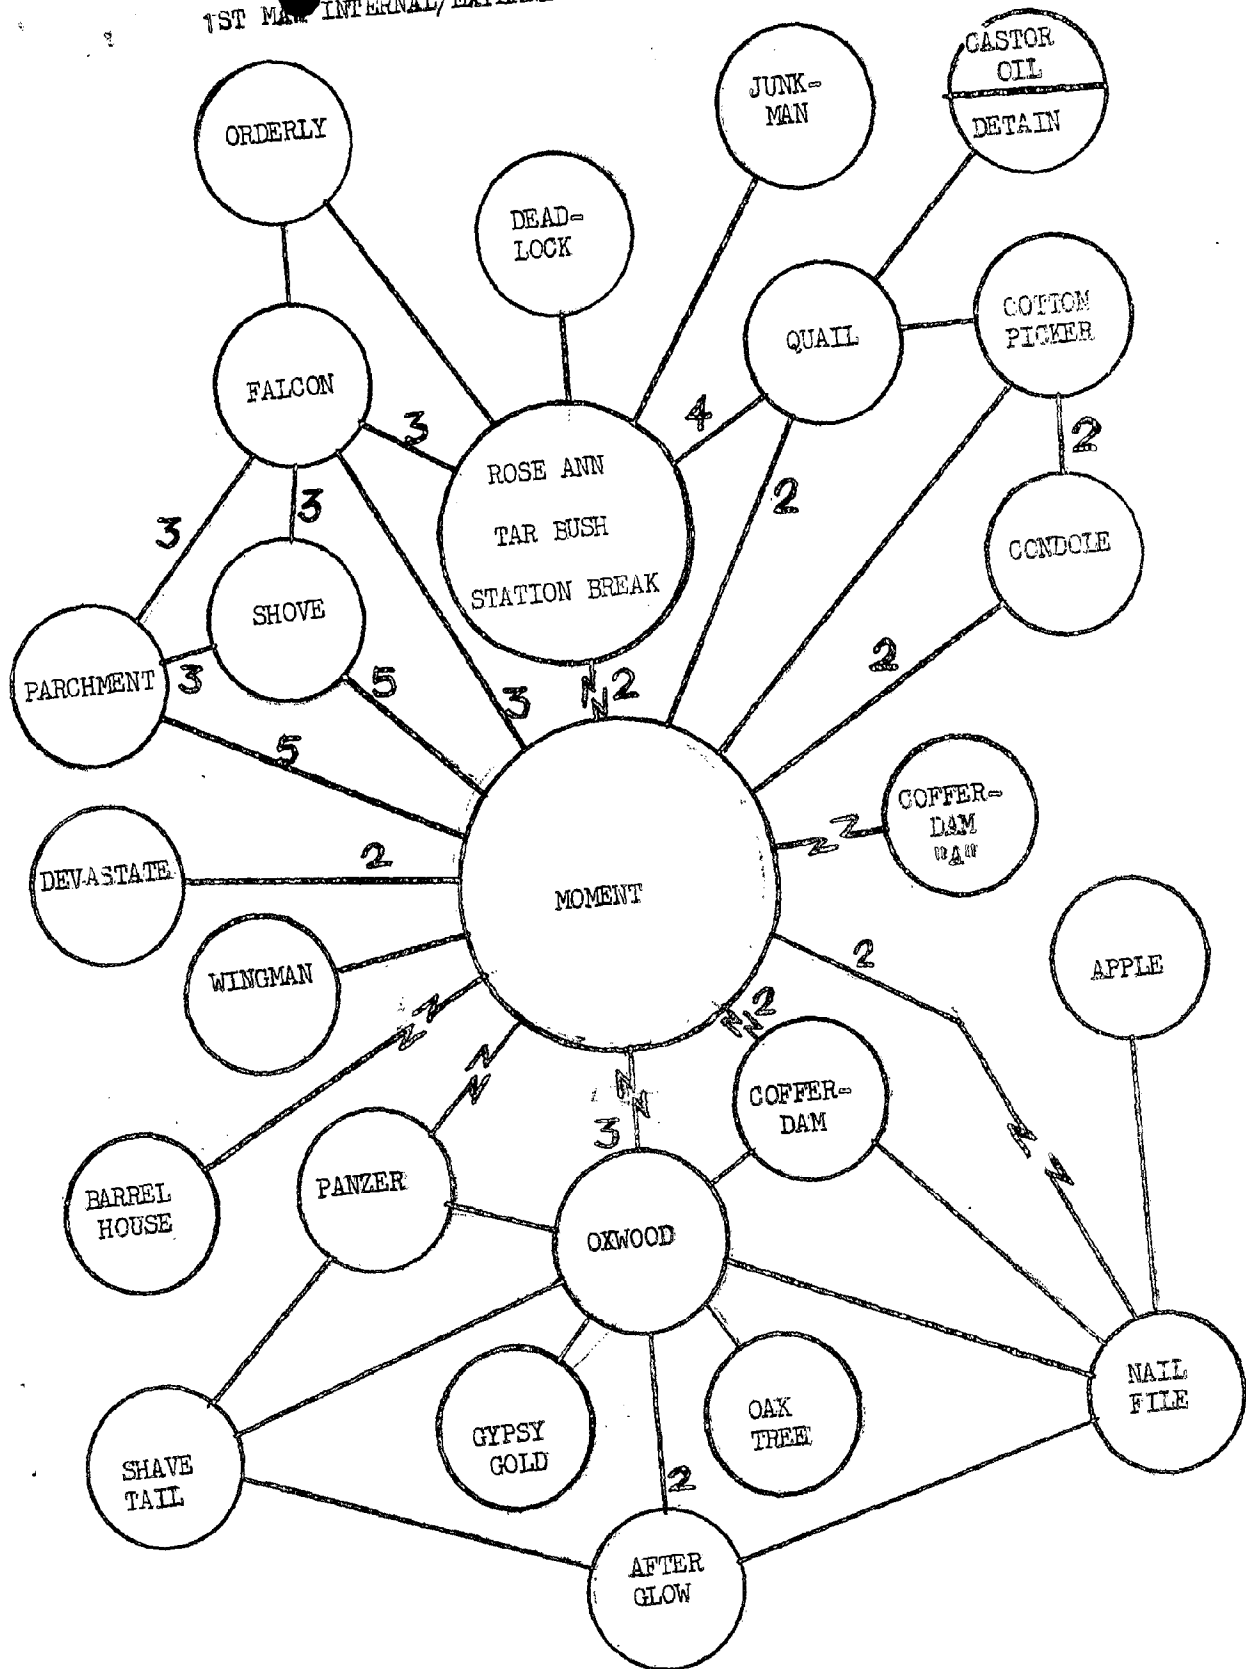 1ST MAW INTERNAL/
CASTOR
OIL
DETAIN
JUNK-
MAN
ORDERLY
DEAD-
LOCK
COTTON
PICKER
QUAIL
FALCON
3
4
2
ROSE ANN
TAR BUSH
STATION BREAK
2
3
3
CONDOLE
SHOVE
PARCHMENT
3
5
3
2
2
5
COFFER-
DAM
"A"
DEVASTATE
2
MOMENT
WINGMAN
2
APPLE
2
COFFER-
DAM
3
BARREL
HOUSE
PANZER
OXWOOD
NAIL
FILE
OAK
TREE
GYPSY
GOLD
SHAVE
TAIL
2
AFTER
GLOW